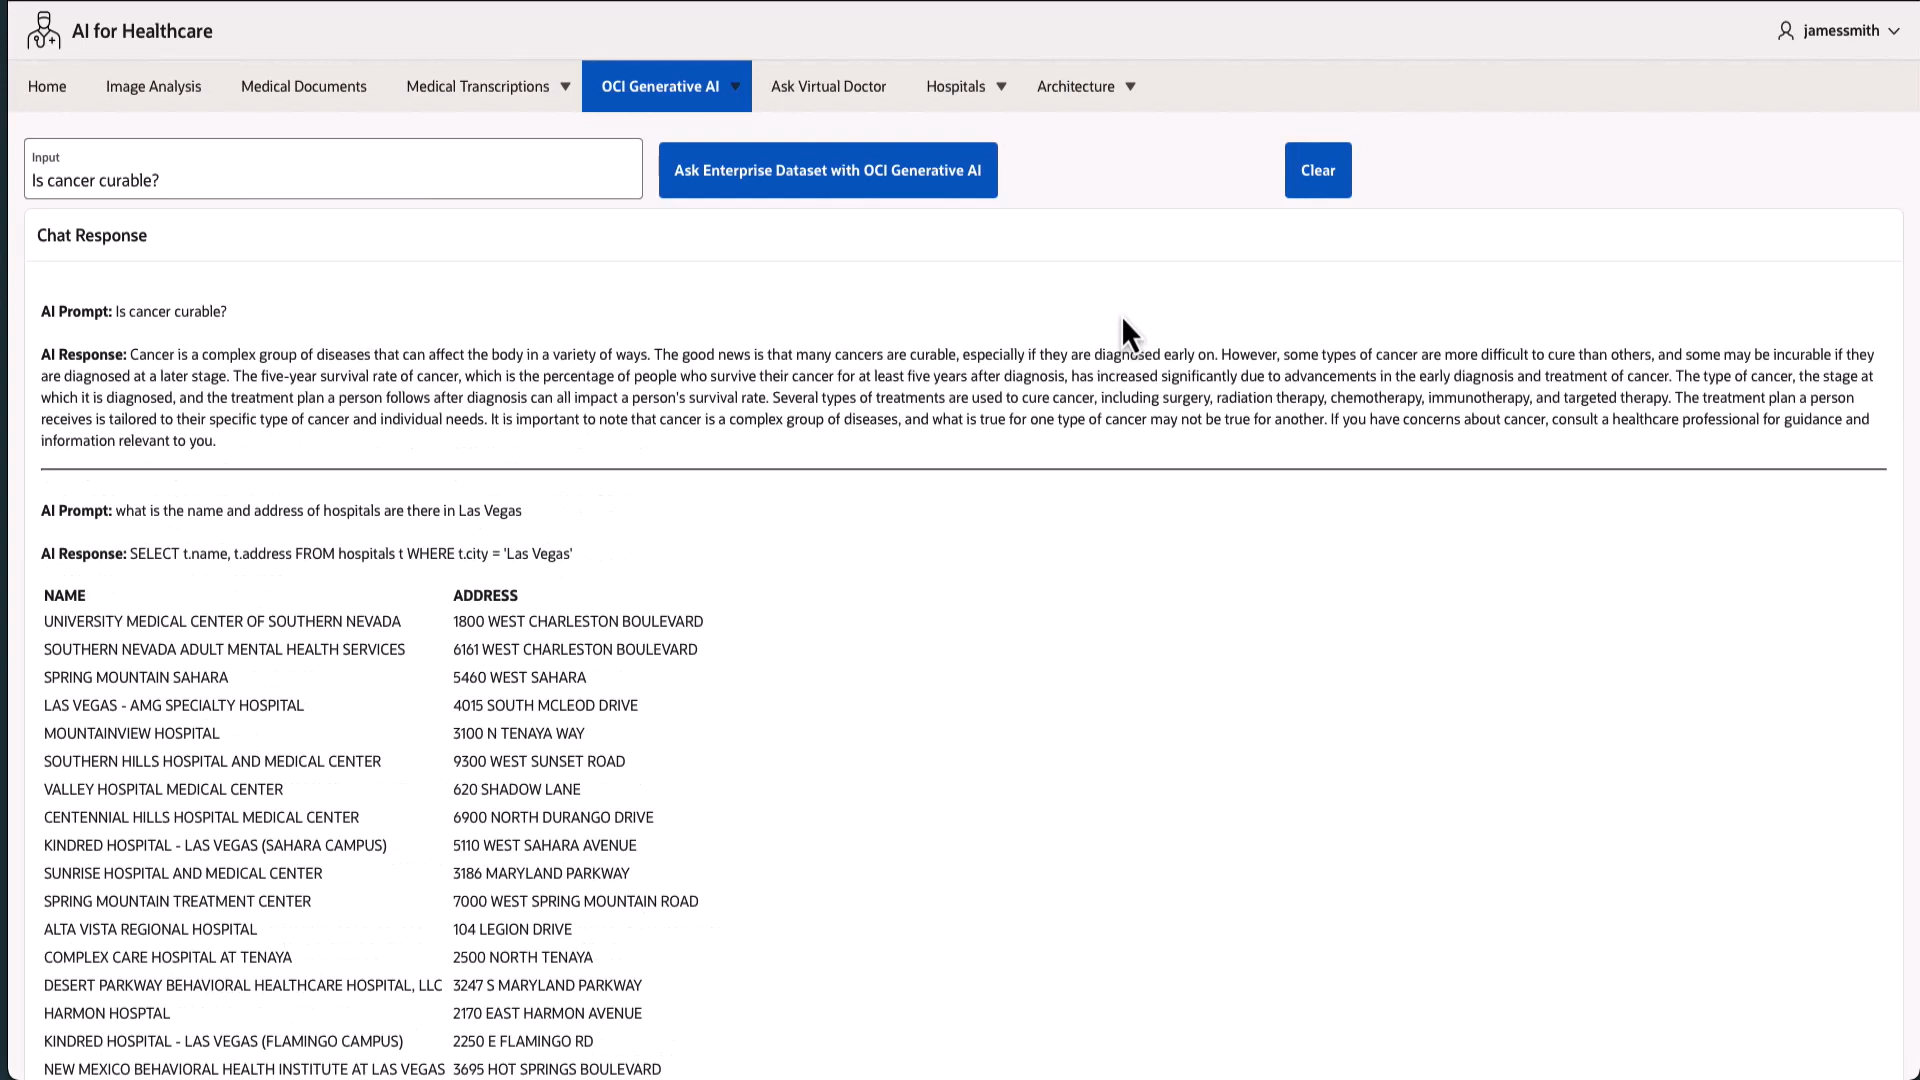 AI for Healthcare
jamessmith
Home Image Analysis Medical Documents Medical Transcriptions OCI Generative AI Ask Virtual Doctor Hospitals Architecture
Input
Is cancer curable?
Ask Enterprise Dataset with OCI Generative AI
Clear
Chat Response
AI Prompt: Is cancer curable?
AI Response: Cancer is a complex group of diseases that can affect the body in a variety of ways. The good news is that many cancers are curable, especially if they are diagnosed early on. However, some types of cancer are more difficult to cure than others, and some may be incurable if they
are diagnosed at a later stage. The five-year survival rate of cancer, which is the percentage of people who survive their cancer for at least five years after diagnosis, has increased significantly due to advancements in the early diagnosis and treatment of cancer. The type of cancer, the stage at
which it is diagnosed, and the treatment plan a person follows after diagnosis can all impact a person's survival rate. Several types of treatments are used to cure cancer, including surgery, radiation therapy, chemotherapy, immunotherapy, and targeted therapy. The treatment plan a person
receives is tailored to their specific type of cancer and individual needs. It is important to note that cancer is a complex group of diseases, and what is true for one type of cancer may not be true for another. If you have concerns about cancer, consult a healthcare professional for guidance and
information relevant to you.
AI Prompt: what is the name and address of hospitals are there in Las Vegas
AI Response: SELECT t.name, t.address FROM hospitals t WHERE t.city = 'Las Vegas'
NAME ADDRESS
UNIVERSITY MEDICAL CENTER OF SOUTHERN NEVADA 1800 WEST CHARLESTON BOULEVARD
SOUTHERN NEVADA ADULT MENTAL HEALTH SERVICES 6161 WEST CHARLESTON BOULEVARD
SPRING MOUNTAIN SAHARA 5460 WEST SAHARA
LAS VEGAS - AMG SPECIALTY HOSPITAL 4015 SOUTH MCLEOD DRIVE
MOUNTAINVIEW HOSPITAL 3100 N TENAYA WAY
SOUTHERN HILLS HOSPITAL AND MEDICAL CENTER 9300 WEST SUNSET ROAD
VALLEY HOSPITAL MEDICAL CENTER 620 SHADOW LANE
CENTENNIAL HILLS HOSPITAL MEDICAL CENTER 6900 NORTH DURANGO DRIVE
KINDRED HOSPITAL - LAS VEGAS (SAHARA CAMPUS) 5110 WEST SAHARA AVENUE
SUNRISE HOSPITAL AND MEDICAL CENTER 3186 MARYLAND PARKWAY
SPRING MOUNTAIN TREATMENT CENTER 7000 WEST SPRING MOUNTAIN ROAD
ALTA VISTA REGIONAL HOSPITAL 104 LEGION DRIVE
COMPLEX CARE HOSPITAL AT TENAYA 2500 NORTH TENAYA
DESERT PARKWAY BEHAVIORAL HEALTHCARE HOSPITAL, LLC 3247 S MARYLAND PARKWAY
HARMON HOSPTAL 2170 EAST HARMON AVENUE
KINDRED HOSPITAL - LAS VEGAS (FLAMINGO CAMPUS) 2250 E FLAMINGO RD
NEW MEXICO BEHAVIORAL HEALTH INSTITUTE AT LAS VEGAS 3695 HOT SPRINGS BOULEVARD